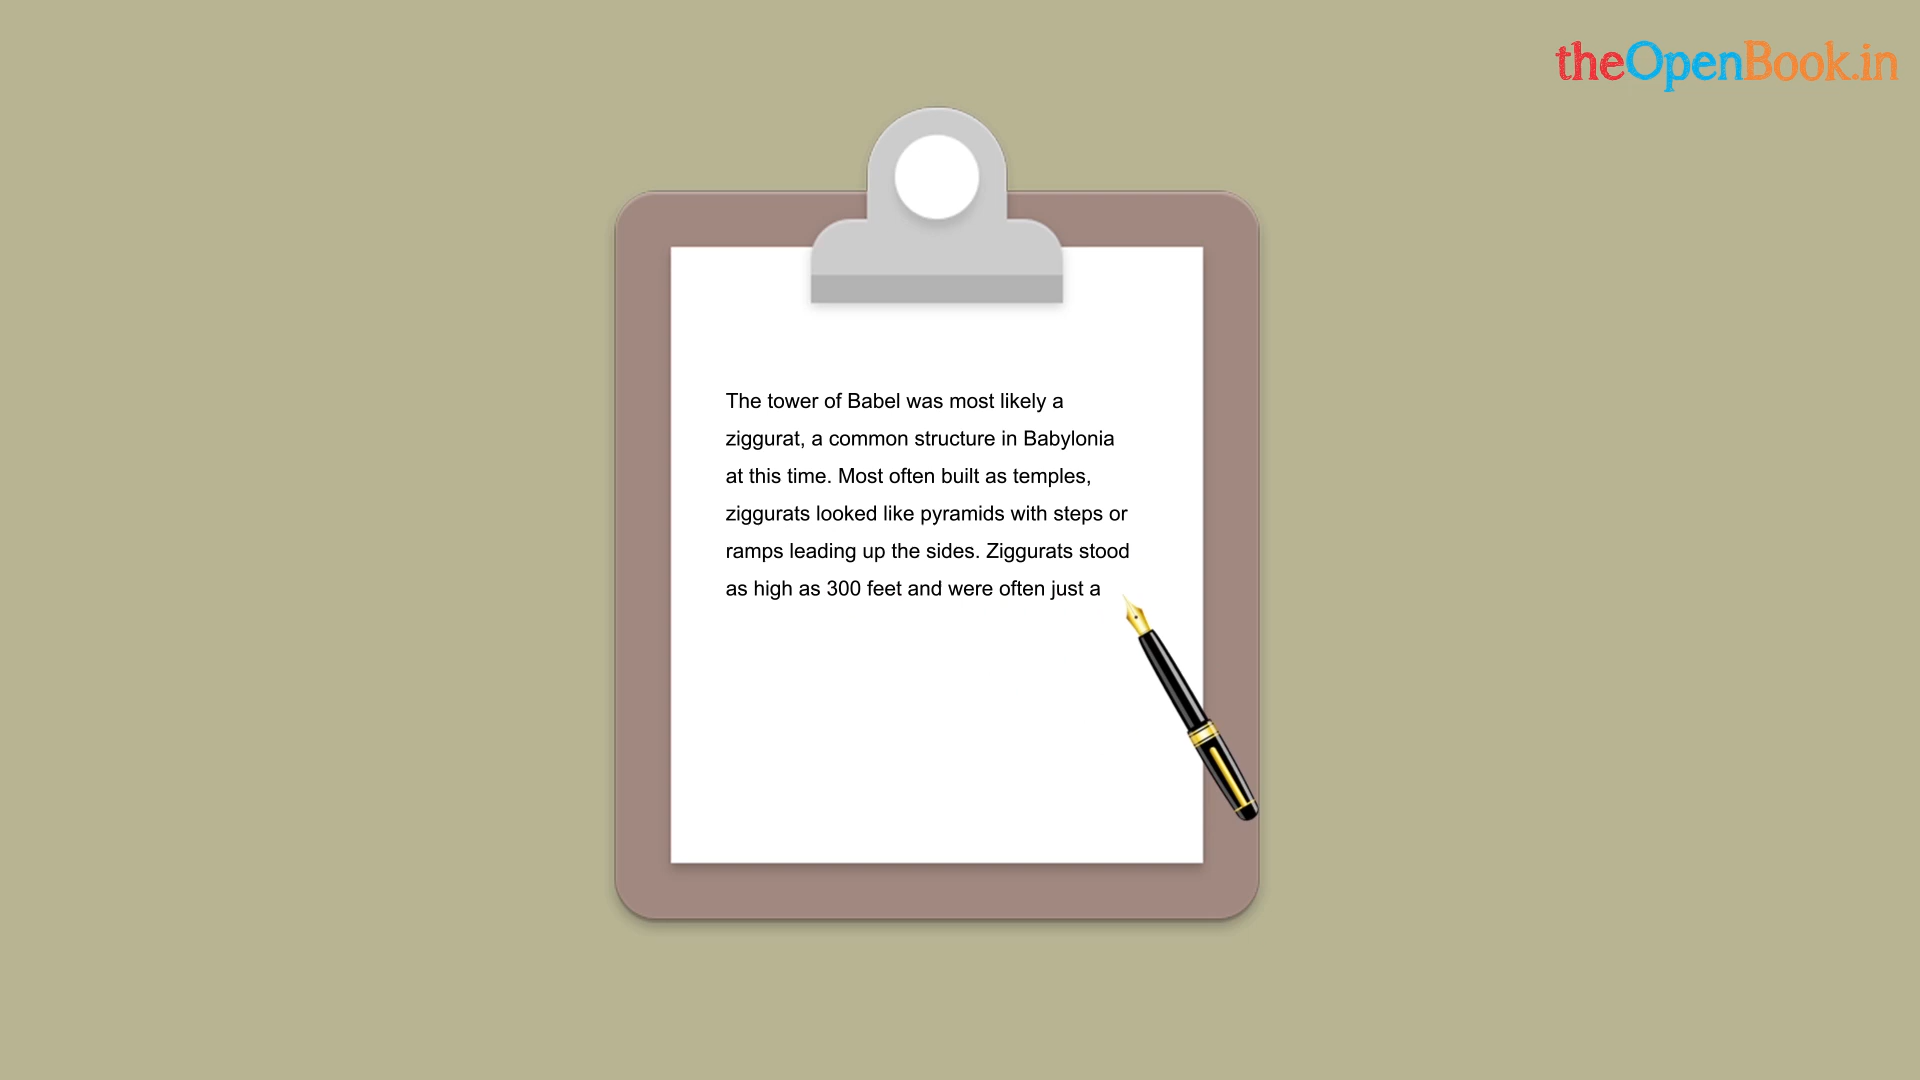 theOpenBook.in
The tower of Babel was most likely a
ziggurat, a common structure in Babylonia
at this time. Most often built as temples,
ziggurats looked like pyramids with steps or
ramps leading up the sides. Ziggurats stood
as high as 300 feet and were often just a